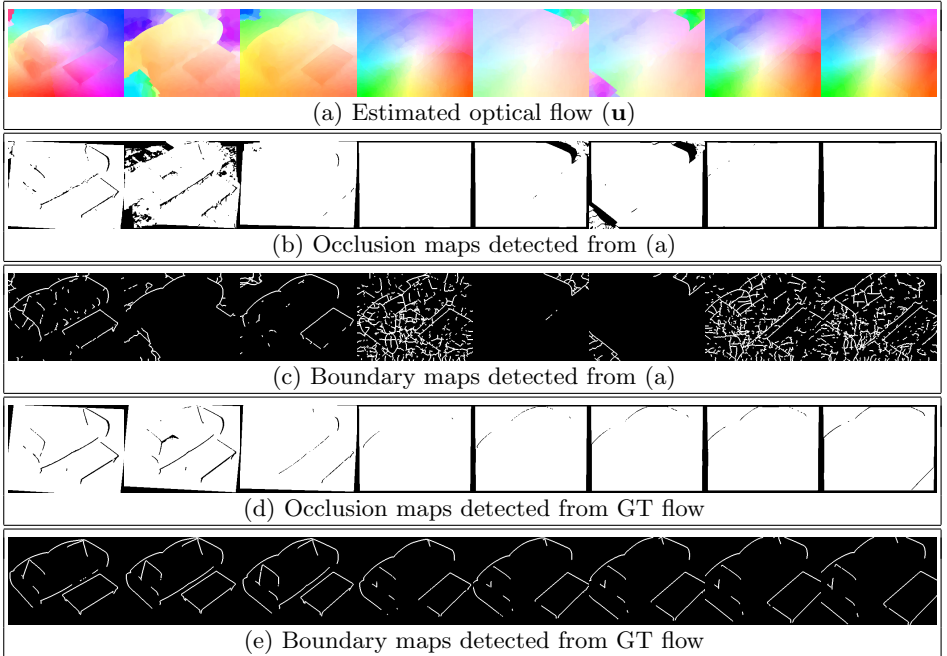 (a) Estimated optical flow (u)
(b) Occlusion maps detected from (a)
(c) Boundary maps detected from (a)
(d) Occlusion maps detected from GT flow
(e) Boundary maps detected from GT flow